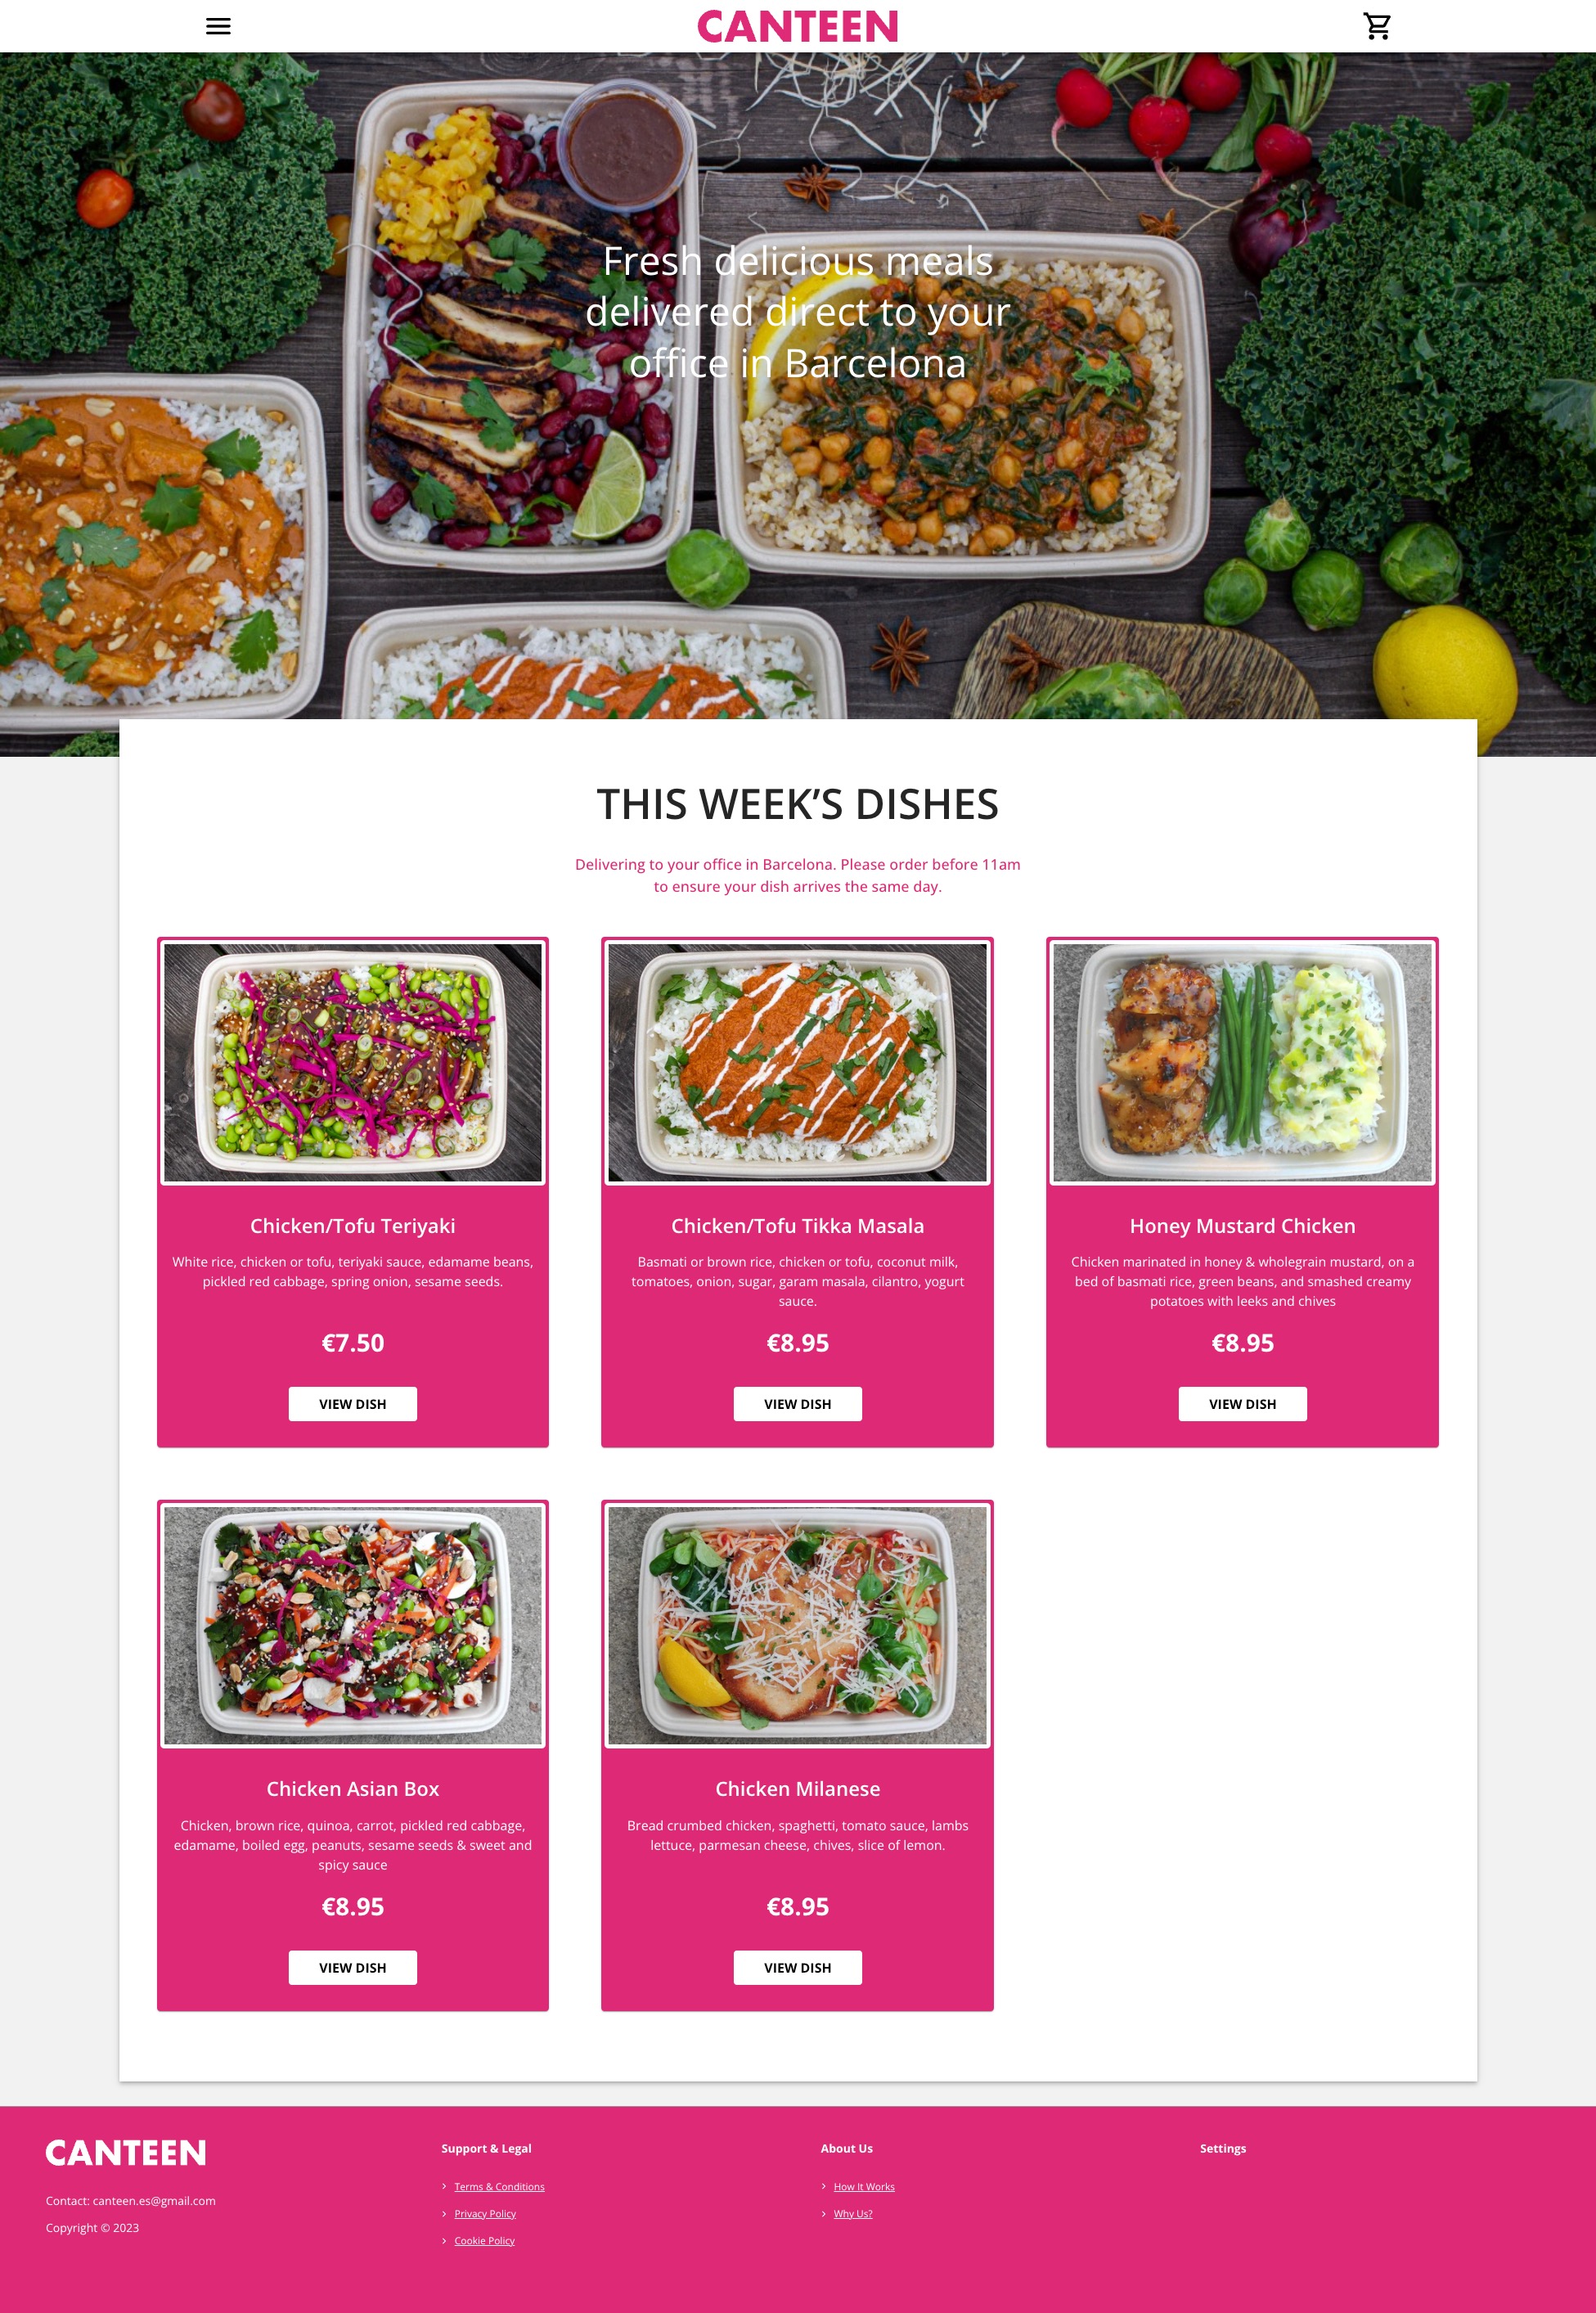 CANTEEN
Fresh delicious meals
delivered direct to your
office in Barcelona
THIS WEEK’S DISHES
Delivering to your office in Barcelona. Please order before 11am
to ensure your dish arrives the same day.
Chicken/Tofu Teriyaki
White rice, chicken or tofu, teriyaki sauce, edamame beans,
pickled red cabbage, spring onion, sesame seeds.
€7.50
VIEW DISH
Chicken/Tofu Tikka Masala
Basmati or brown rice, chicken or tofu, coconut milk,
tomatoes, onion, sugar, garam masala, cilantro, yogurt
sauce.
€8.95
VIEW DISH
Honey Mustard Chicken
Chicken marinated in honey & wholegrain mustard, on a
bed of basmati rice, green beans, and smashed creamy
potatoes with leeks and chives
€8.95
VIEW DISH
Chicken Asian Box
Chicken, brown rice, quinoa, carrot, pickled red cabbage,
edamame, boiled egg, peanuts, sesame seeds & sweet and
spicy sauce
€8.95
VIEW DISH
Chicken Milanese
Bread crumbed chicken, spaghetti, tomato sauce, lambs
lettuce, parmesan cheese, chives, slice of lemon.
€8.95
VIEW DISH
CANTEEN
Contact: canteen.es@gmail.com
Copyright © 2023
Support & Legal
Terms & Conditions
Privacy Policy
Cookie Policy
About Us
How It Works
Why Us?
Settings